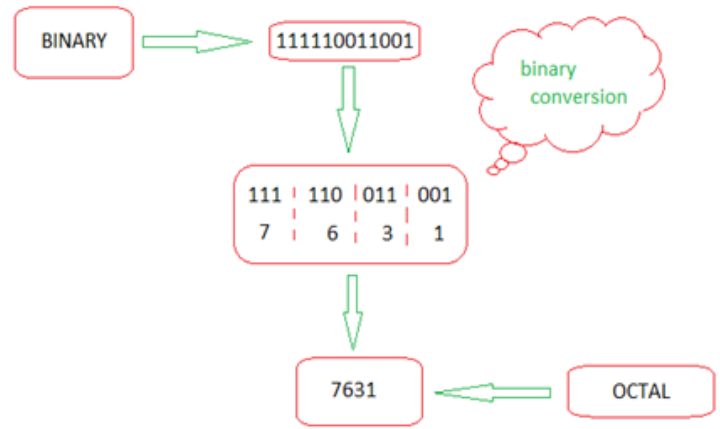 BINARY
111110011001
binary
conversion
111 110 011 001
7 6 3 1
7631
OCTAL